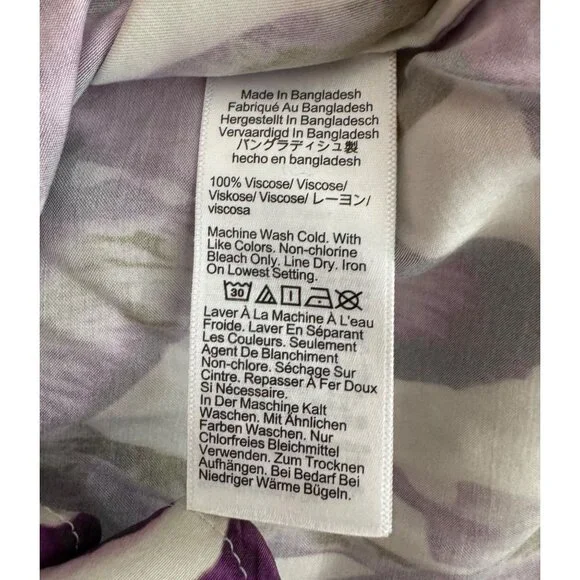 Made In Bangladesh
Fabriqué Au Bangladesh
Hergestellt In Bangladesch
Vervaardigd In Bangladesh
バングラディシュ製
hecho en bangladesh
100% Viscose/ Viscose/
Viskose/ Viscose/ レーヨン/
viscosa
Machine Wash Cold. With
Like Colors. Non-chlorine
Bleach Only. Line Dry. Iron
On Lowest Setting.
30
Laver À La Machine À L'eau
Froide. Laver En Séparant
Les Couleurs. Seulement
Agent De Blanchiment
Non-chlore. Séchage Sur
Cintre. Repasser À Fer Doux
Si Nécessaire.
In Der Maschine Kalt
Waschen. Mit Ähnlichen
Farben Waschen. Nur
Chlorfreies Bleichmittel
Verwenden. Zum Trocknen
Aufhängen. Bei Bedarf Bei
Niedriger Wärme Bügeln.